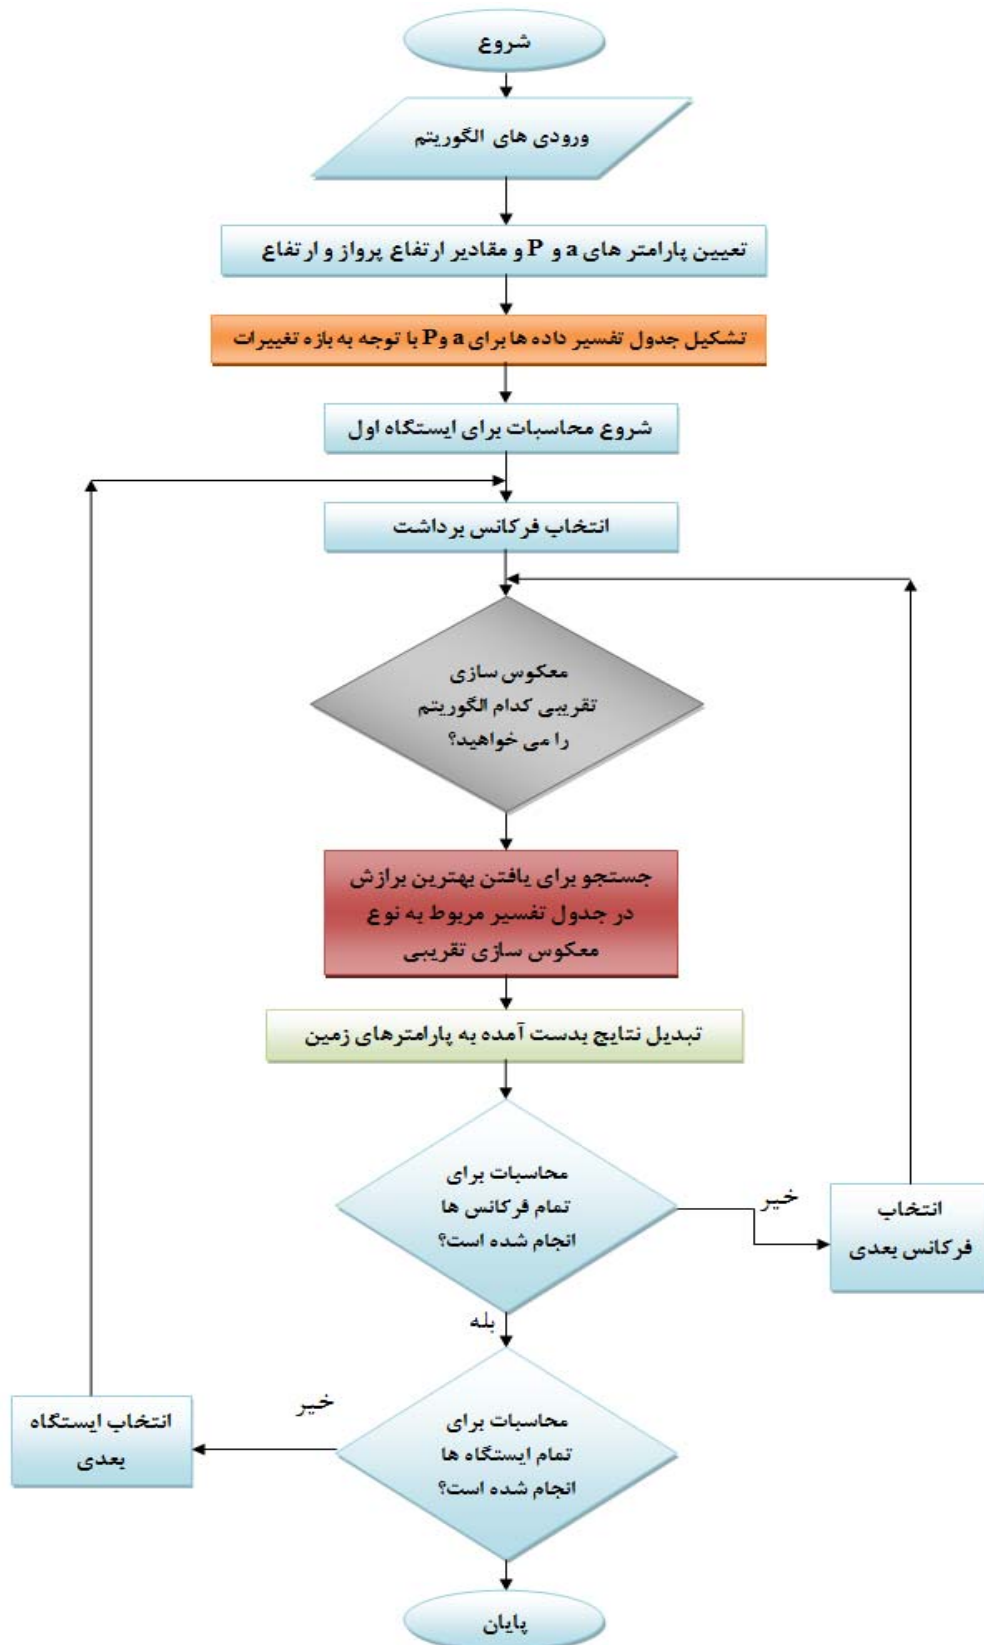 شروع
ورودی های الگوریتم
تعیین پارامتر های a و P و مقادیر ارتفاع پرواز و ارتفاع
تشکیل جدول تفسیر داده ها برای a وP با توجه به بازه تغییرات
شروع محاسبات برای ایستگاه اول
انتخاب فرکانس برداشت
معکوس سازی
تقریبی کدام الگوریتم
را می خواهید؟
جستجو برای یافتن بهترین برازش
در جدول تفسیر مربوط به نوع
معکوس سازی تقریبی
تبدیل نتایج بدست آمده به پارامترهای زمین
محاسبات برای
تمام فرکانس ها
انجام شده است؟
خیر
انتخاب
فرکانس بعدی
بله
محاسبات برای
تمام ایستگاه ها
انجام شده است؟
خیر
انتخاب ایستگاه
بعدی
پایان